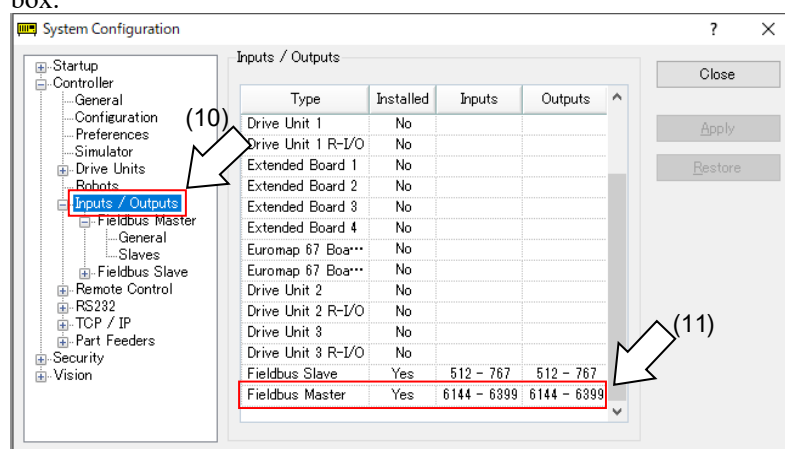 box.
System Configuration ? ×
Startup
Controller
General
Configuration
Preferences
Simulator
Drive Units
Robots
Inputs / Outputs
Fieldbus Master
General
Slaves
Fieldbus Slave
Remote Control
RS232
TCP / IP
Part Feeders
Security
Vision
(10)
Inputs / Outputs
Type Installed Inputs Outputs
Drive Unit 1 No
Drive Unit 1 R-I/O No
Extended Board 1 No
Extended Board 2 No
Extended Board 3 No
Extended Board 4 No
Euromap 67 Boa··· No
Euromap 67 Boa··· No
Drive Unit 2 No
Drive Unit 2 R-I/O No
Drive Unit 3 No
Drive Unit 3 R-I/O No
Fieldbus Slave Yes 512 - 767 512 - 767
Fieldbus Master Yes 6144 - 6399 6144 - 6399
(11)
Close
Apply
Restore